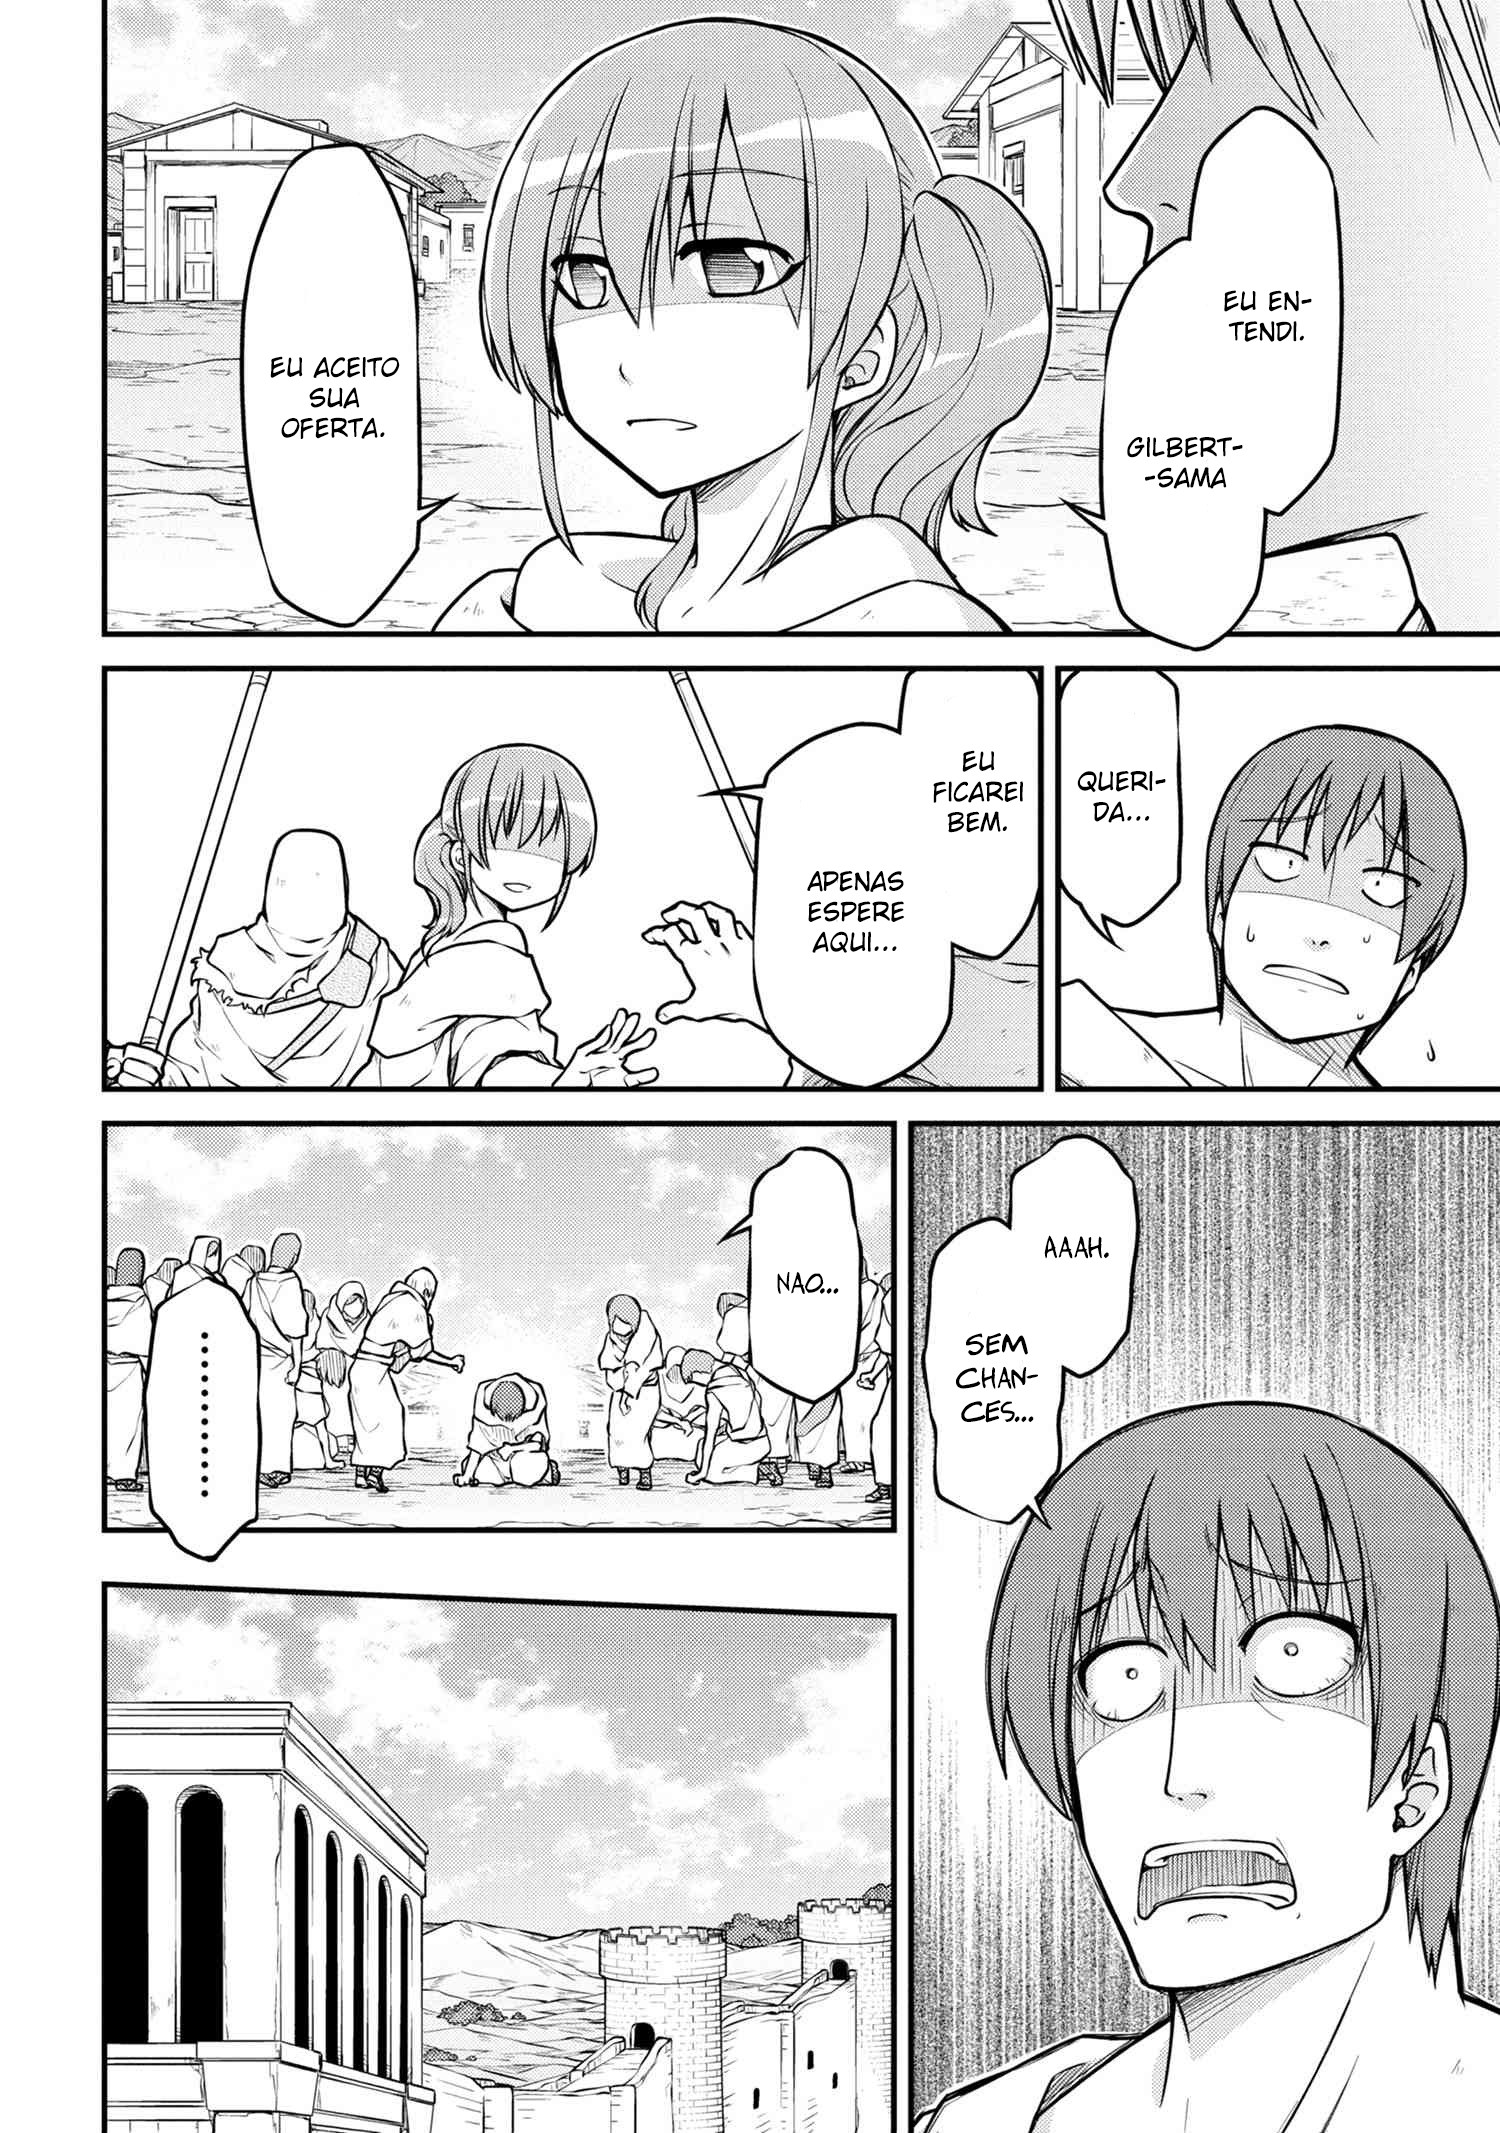 EU EN-
TENDI.
GILBERT-
-SAMA
EU ACEITO
SUA
OFERTA.
QUERI-
DA...
EU
FICAREI
BEM.
APENAS
ESPERE
AQUI...
AAAH.
SEM
CHAN-
CES...
NAO...
..........